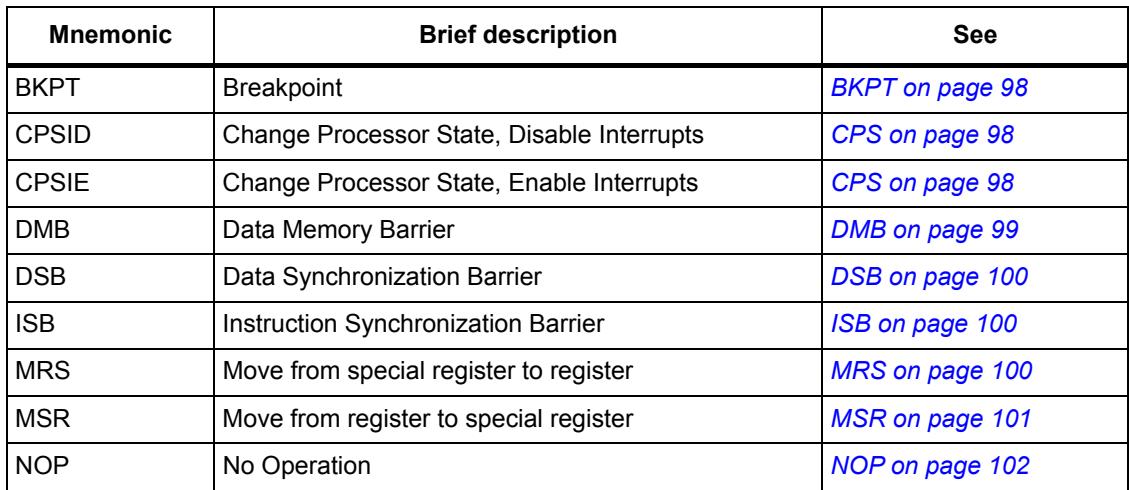 Mnemonic Brief description See
BKPT Breakpoint BKPT on page 98
CPSID Change Processor State, Disable Interrupts CPS on page 98
CPSIE Change Processor State, Enable Interrupts CPS on page 98
DMB Data Memory Barrier DMB on page 99
DSB Data Synchronization Barrier DSB on page 100
ISB Instruction Synchronization Barrier ISB on page 100
MRS Move from special register to register MRS on page 100
MSR Move from register to special register MSR on page 101
NOP No Operation NOP on page 102